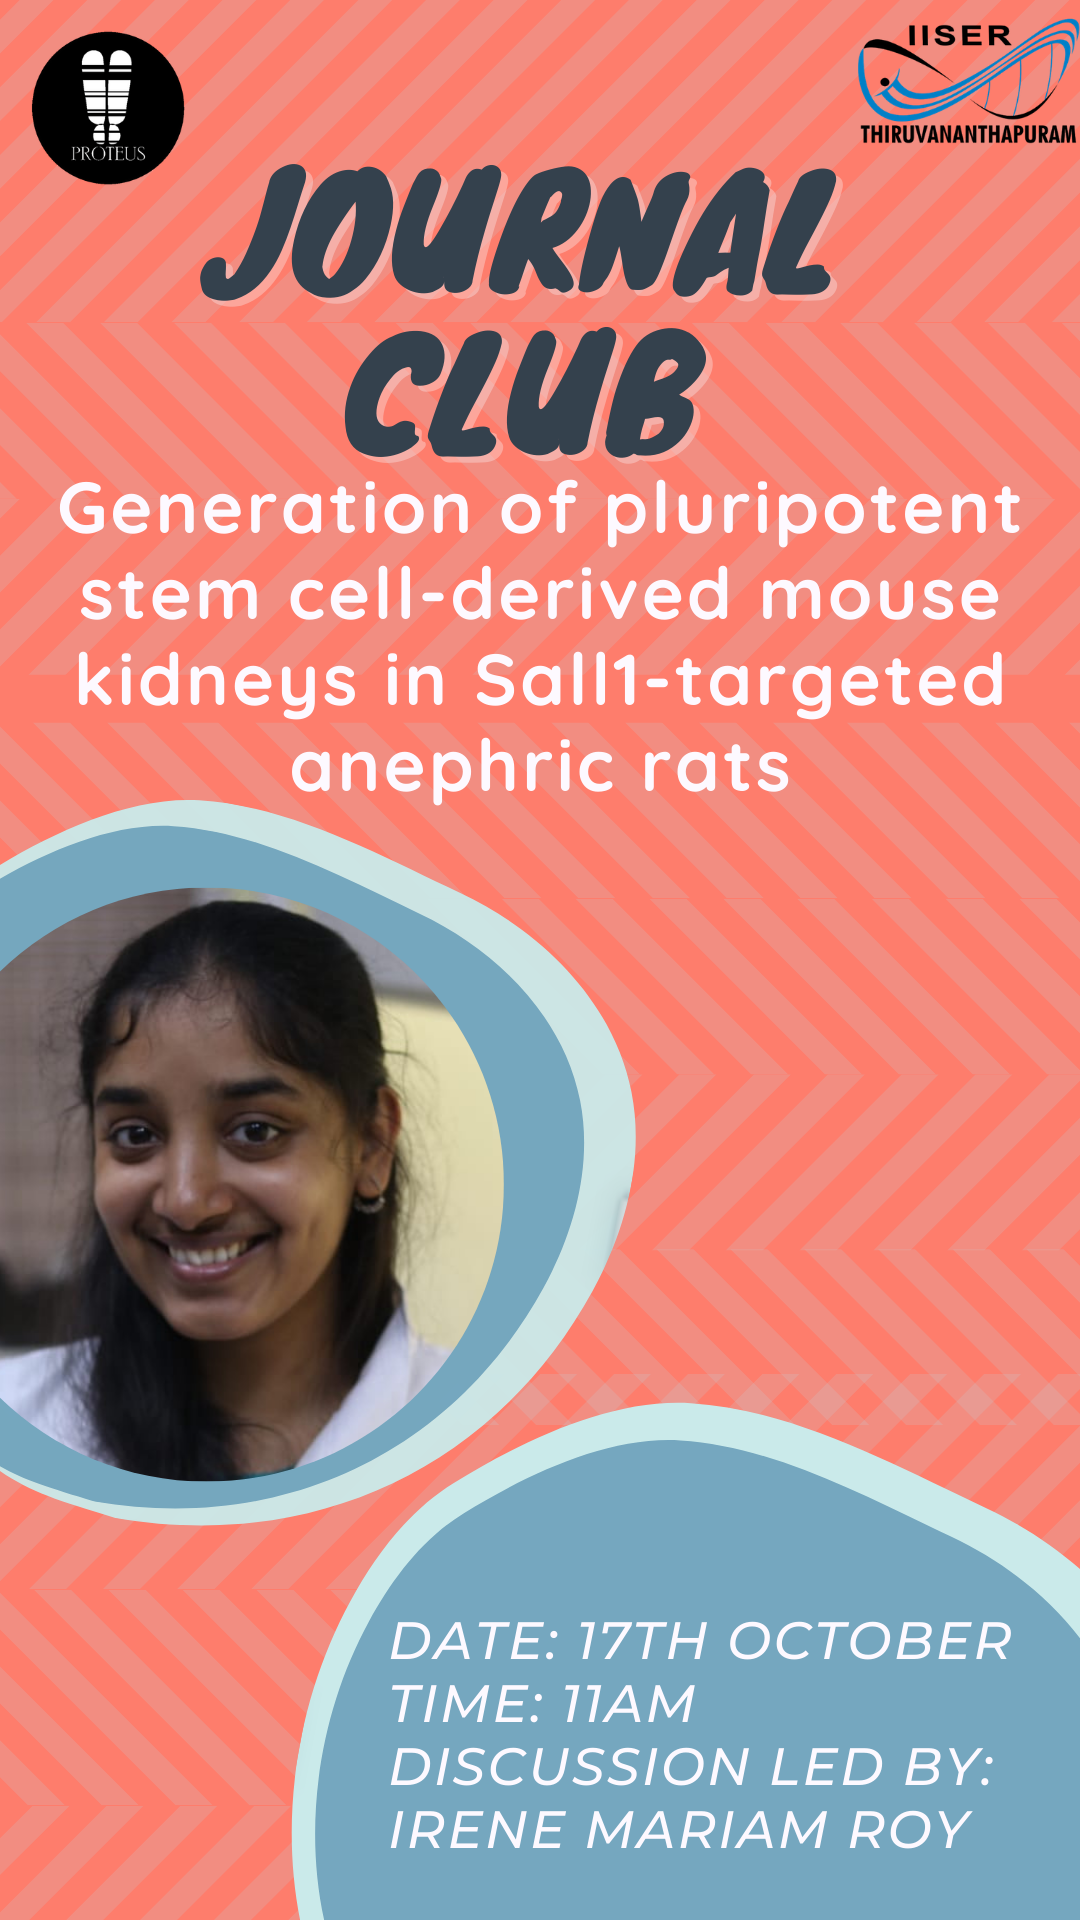 PROTEUS
IISER
THIRUVANANTHAPURAM
JOURNAL
CLUB
Generation of pluripotent
stem cell-derived mouse
kidneys in Sall1-targeted
anephric rats
DATE: 17TH OCTOBER
TIME: 11AM
DISCUSSION LED BY:
IRENE MARIAM ROY